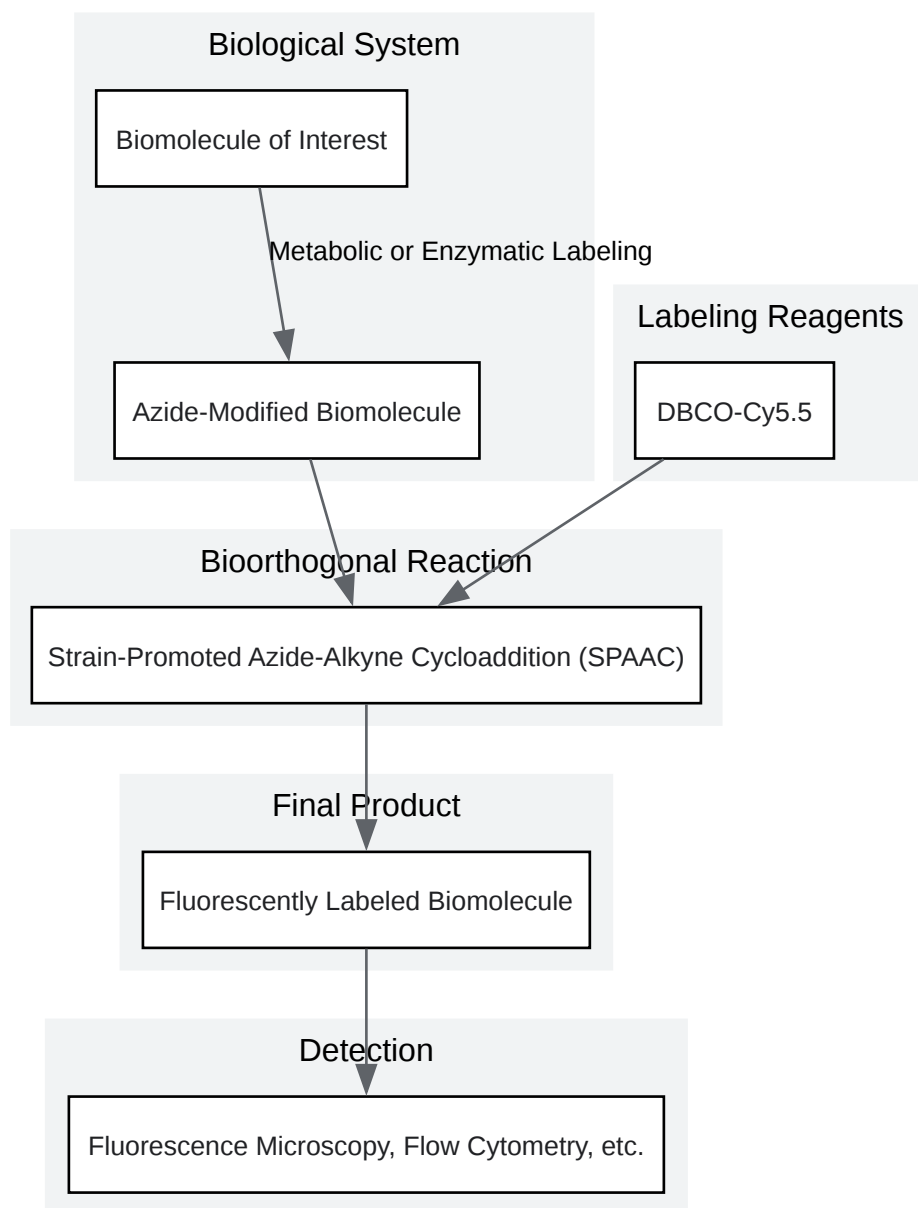 Biological System
Biomolecule of Interest
Metabolic or Enzymatic Labeling
Labeling Reagents
Azide-Modified Biomolecule
DBCO-Cy5.5
Bioorthogonal Reaction
Strain-Promoted Azide-Alkyne Cycloaddition (SPAAC)
Final Product
Fluorescently Labeled Biomolecule
Detection
Fluorescence Microscopy, Flow Cytometry, etc.